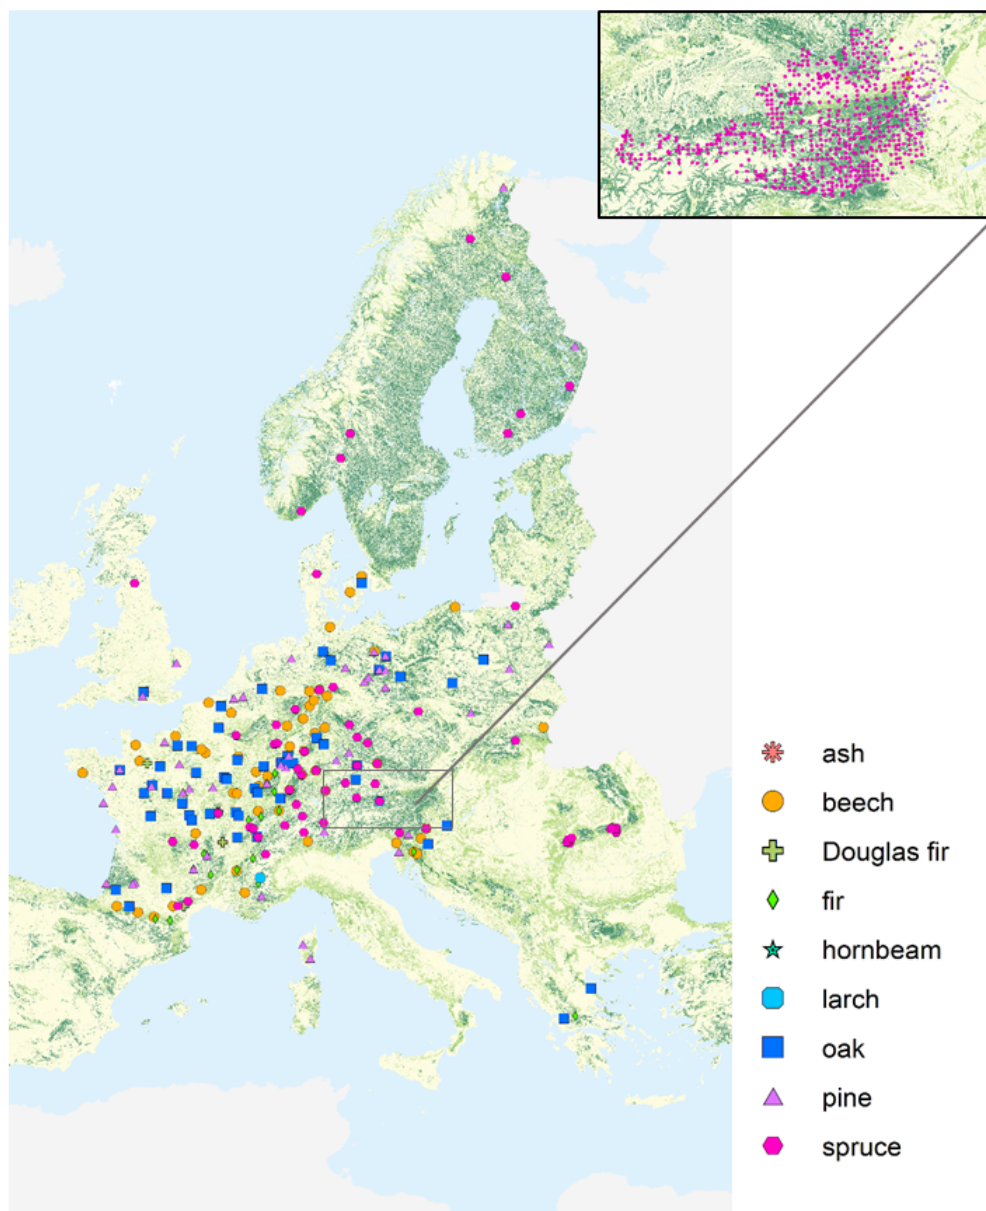 ash
beech
Douglas fir
fir
hornbeam
larch
oak
pine
spruce